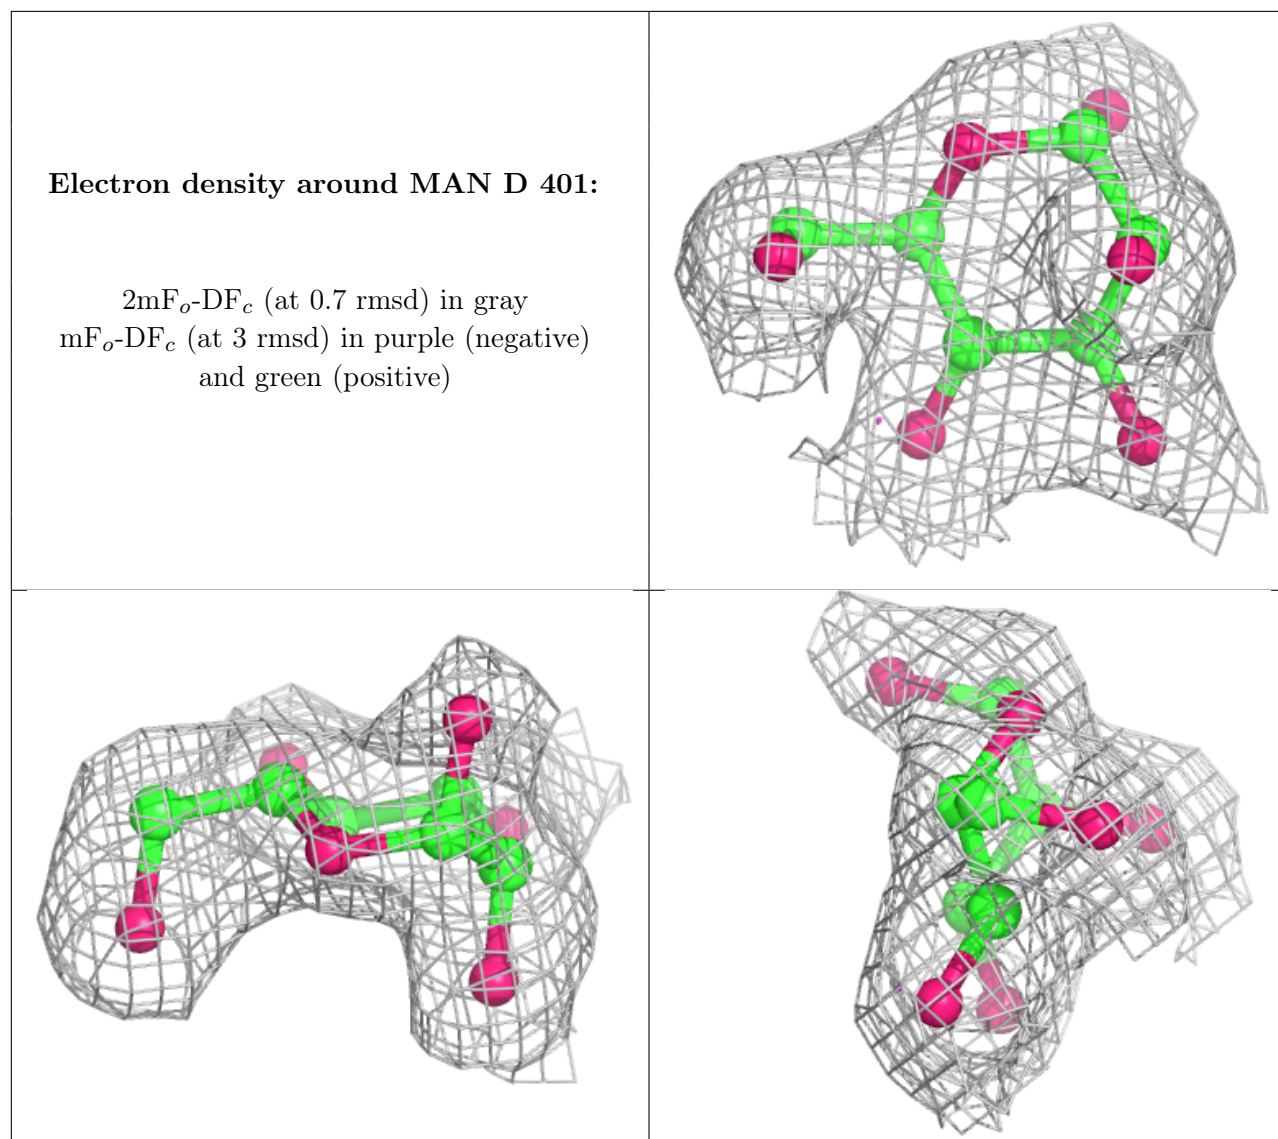 Electron density around MAN D 401:
2mFo-DFc (at 0.7 rmsd) in gray
mFo-DFc (at 3 rmsd) in purple (negative)
and green (positive)